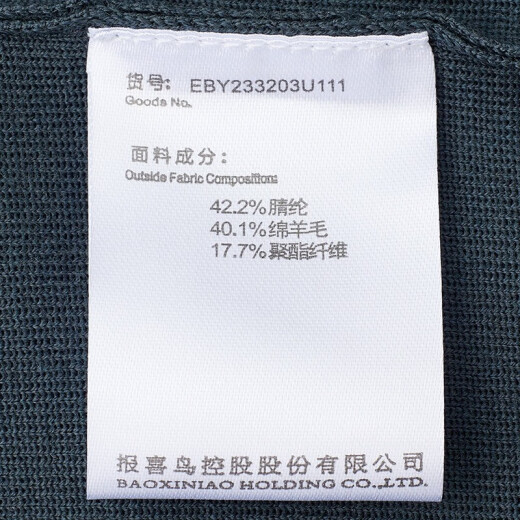 货号: EBY233203U111
Goods No.
面料成分:
Outside Fabric Composition:
42.2%腈纶
40.1%绵羊毛
17.7%聚酯纤维
报喜鸟控股股份有限公司
BAOXINIAO HOLDING CO.,LTD.